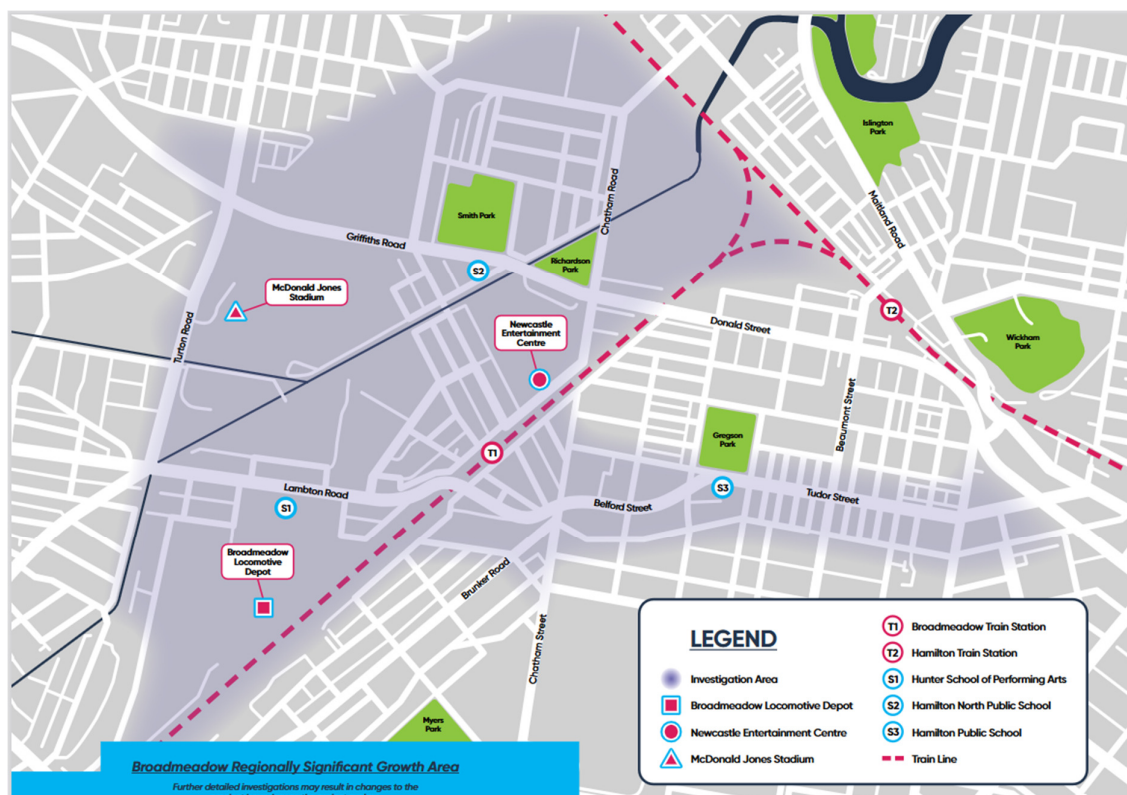 Islington
Park
Maitland Road
Chatham Road
Smith Park
Griffiths Road
S2
Richardson
Park
McDonald Jones
Stadium
Turton Road
Newcastle
Entertainment
Centre
Donald Street
T2
Wickham
Park
Beaumont Street
Gregson
Park
T1
Lambton Road
S1
S3
Belford Street
Tudor Street
Broadmeadow
Locomotive
Depot
Brunker Road
Chatham Street
Myers
Park
LEGEND
Investigation Area
Broadmeadow Locomotive Depot
Newcastle Entertainment Centre
McDonald Jones Stadium
T1 Broadmeadow Train Station
T2 Hamilton Train Station
S1 Hunter School of Performing Arts
S2 Hamilton North Public School
S3 Hamilton Public School
Train Line
Broadmeadow Regionally Significant Growth Area
Further detailed investigations may result in changes to the